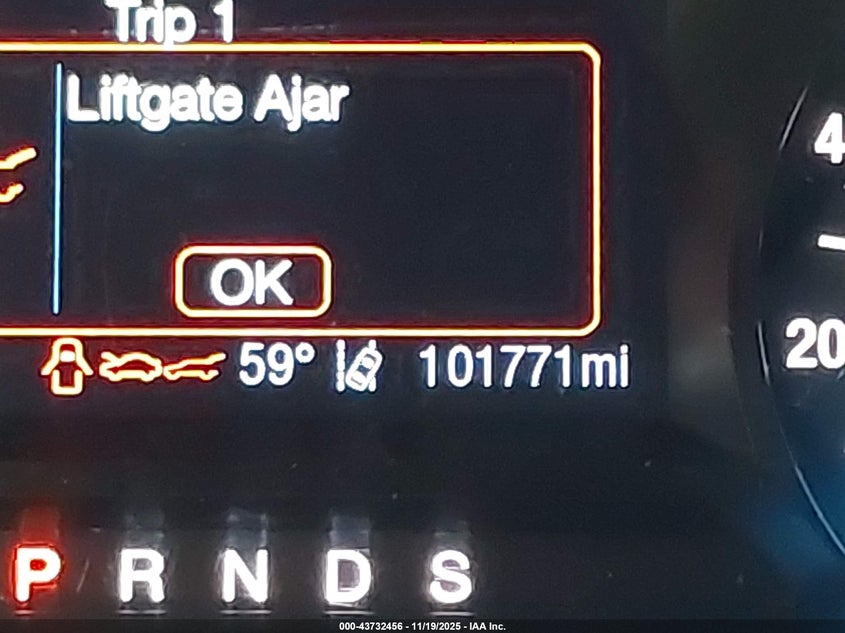 Trip 1
Liftgate Ajar
OK
59° 101771mi
4
20
P R N D S
000-43732456 - 11/19/2025 - IAA Inc.